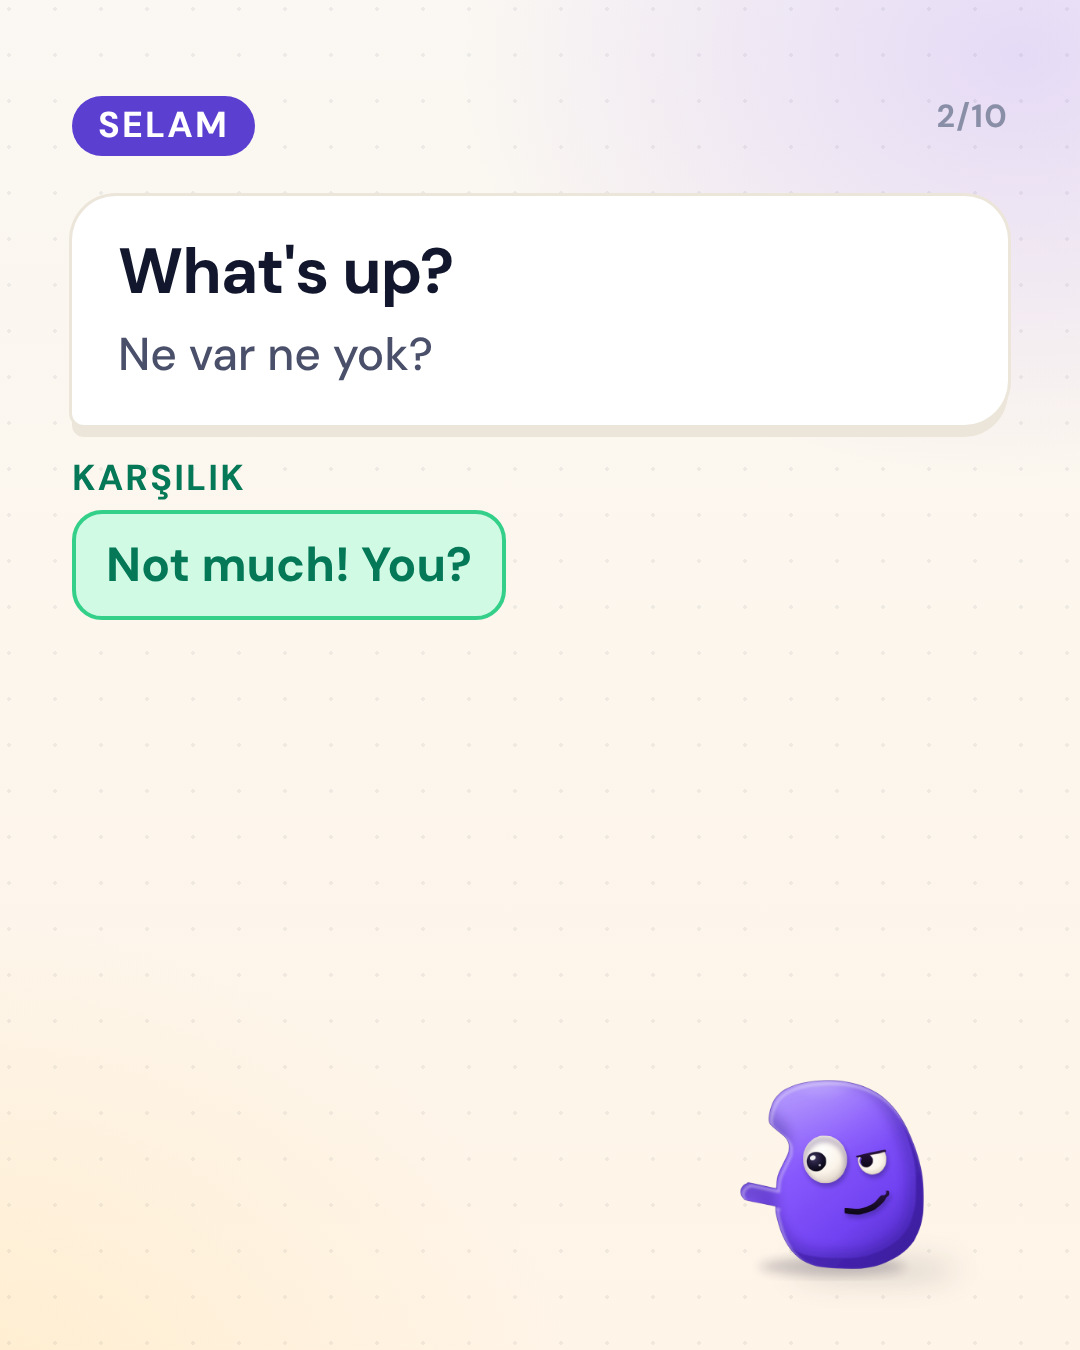 SELAM
2/10
What's up?
Ne var ne yok?
KARŞILIK
Not much! You?